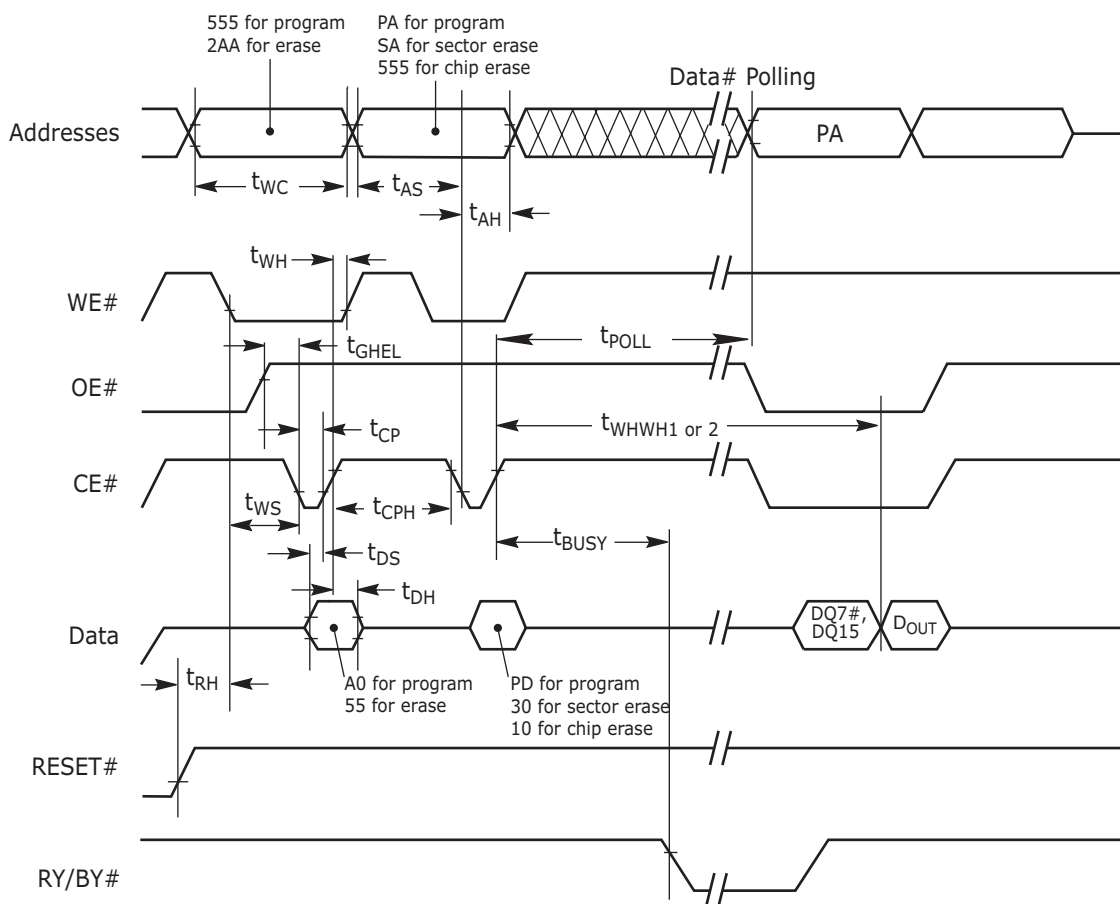 555 for program
2AA for erase
PA for program
SA for sector erase
555 for chip erase
Data# Polling
Addresses
PA
tWC
tAS
tAH
tWH
WE#
tGHEL
tPOLL
OE#
tCP
tWHWH1 or 2
CE#
tWS
tCPH
tBUSY
tDS
tDH
Data
DQ7#,
DQ15
DOUT
tRH
A0 for program
55 for erase
PD for program
30 for sector erase
10 for chip erase
RESET#
RY/BY#